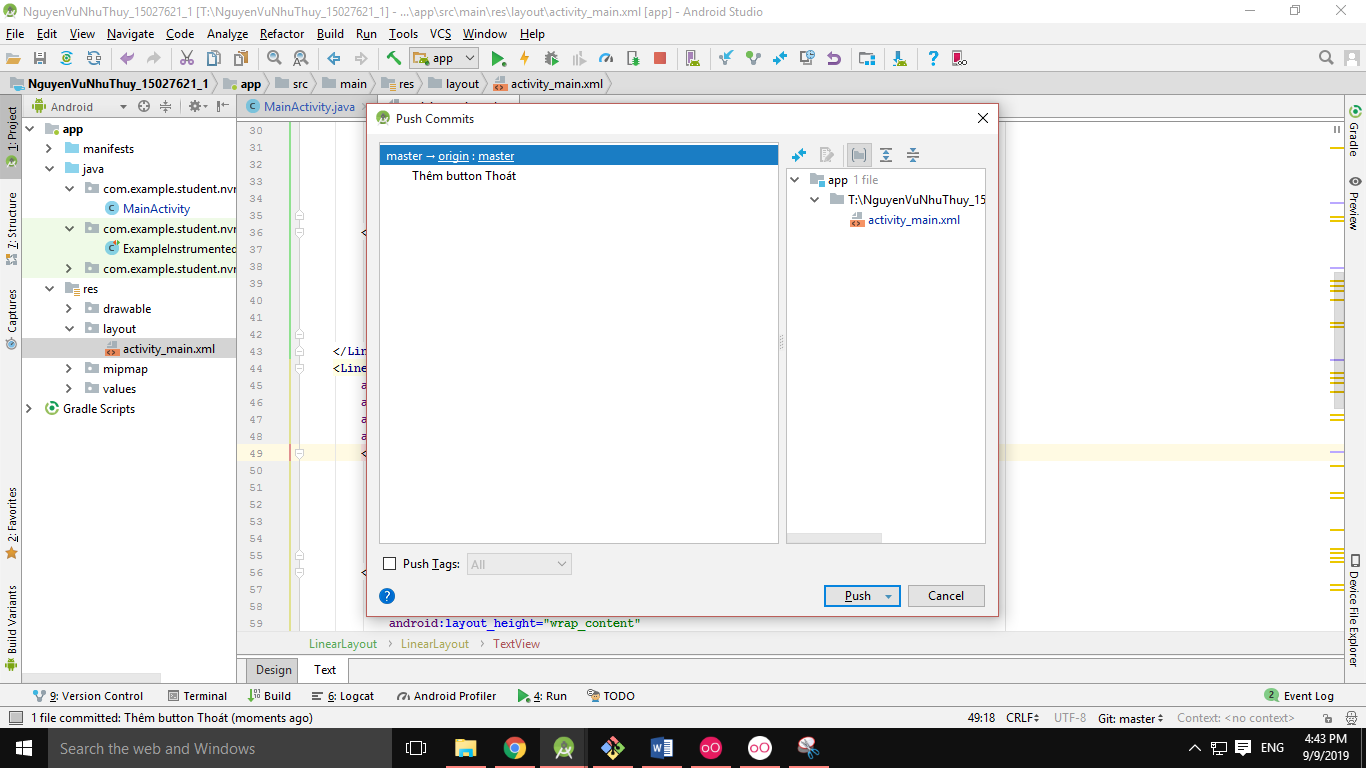 NguyenVuNhuThuy_15027621_1 [T:\NguyenVuNhuThuy_15027621_1] - ...\app\src\main\res\layout\activity_main.xml [app] - Android Studio
File Edit View Navigate Code Analyze Refactor Build Run Tools VCS Window Help
app
NguyenVuNhuThuy_15027621_1 app src main res layout activity_main.xml
Android
MainActivity.java
1: Project
7: Structure
Captures
2: Favorites
Build Variants
app
manifests
java
com.example.student.nvn
MainActivity
com.example.student.nvn
ExampleInstrumented
com.example.student.nvn
res
drawable
layout
activity_main.xml
mipmap
values
Gradle Scripts
30
31
32
33
34
35
36 <
37
38
39
40
41
42
43 </Lin
44 <Line
45 a
46 a
47 a
48 a
49 <
50
51
52
53
54
55
56 <
57
58
59 android:layout_height="wrap_content"
Push Commits
master → origin : master
Thêm button Thoát
app 1 file
T:\NguyenVuNhuThuy_15
activity_main.xml
Push Tags: All
?
Push Cancel
Gradle
Preview
Device File Explorer
LinearLayout › LinearLayout › TextView
Design Text
9: Version Control Terminal Build 6: Logcat Android Profiler 4: Run TODO 2 Event Log
1 file committed: Thêm button Thoát (moments ago) 49:18 CRLF UTF-8 Git: master Context: <no context>
Search the web and Windows
ENG
4:43 PM
9/9/2019